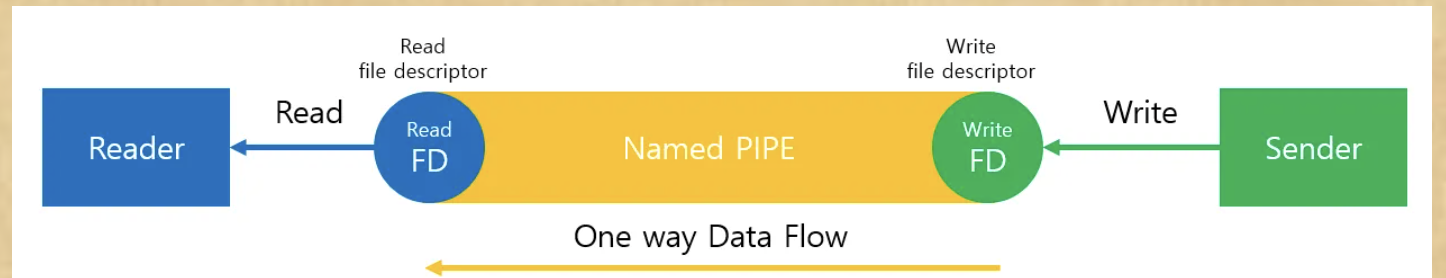 Read
file descriptor
Write
file descriptor
Reader
Read
Read
FD
Named PIPE
Write
FD
Write
Sender
One way Data Flow